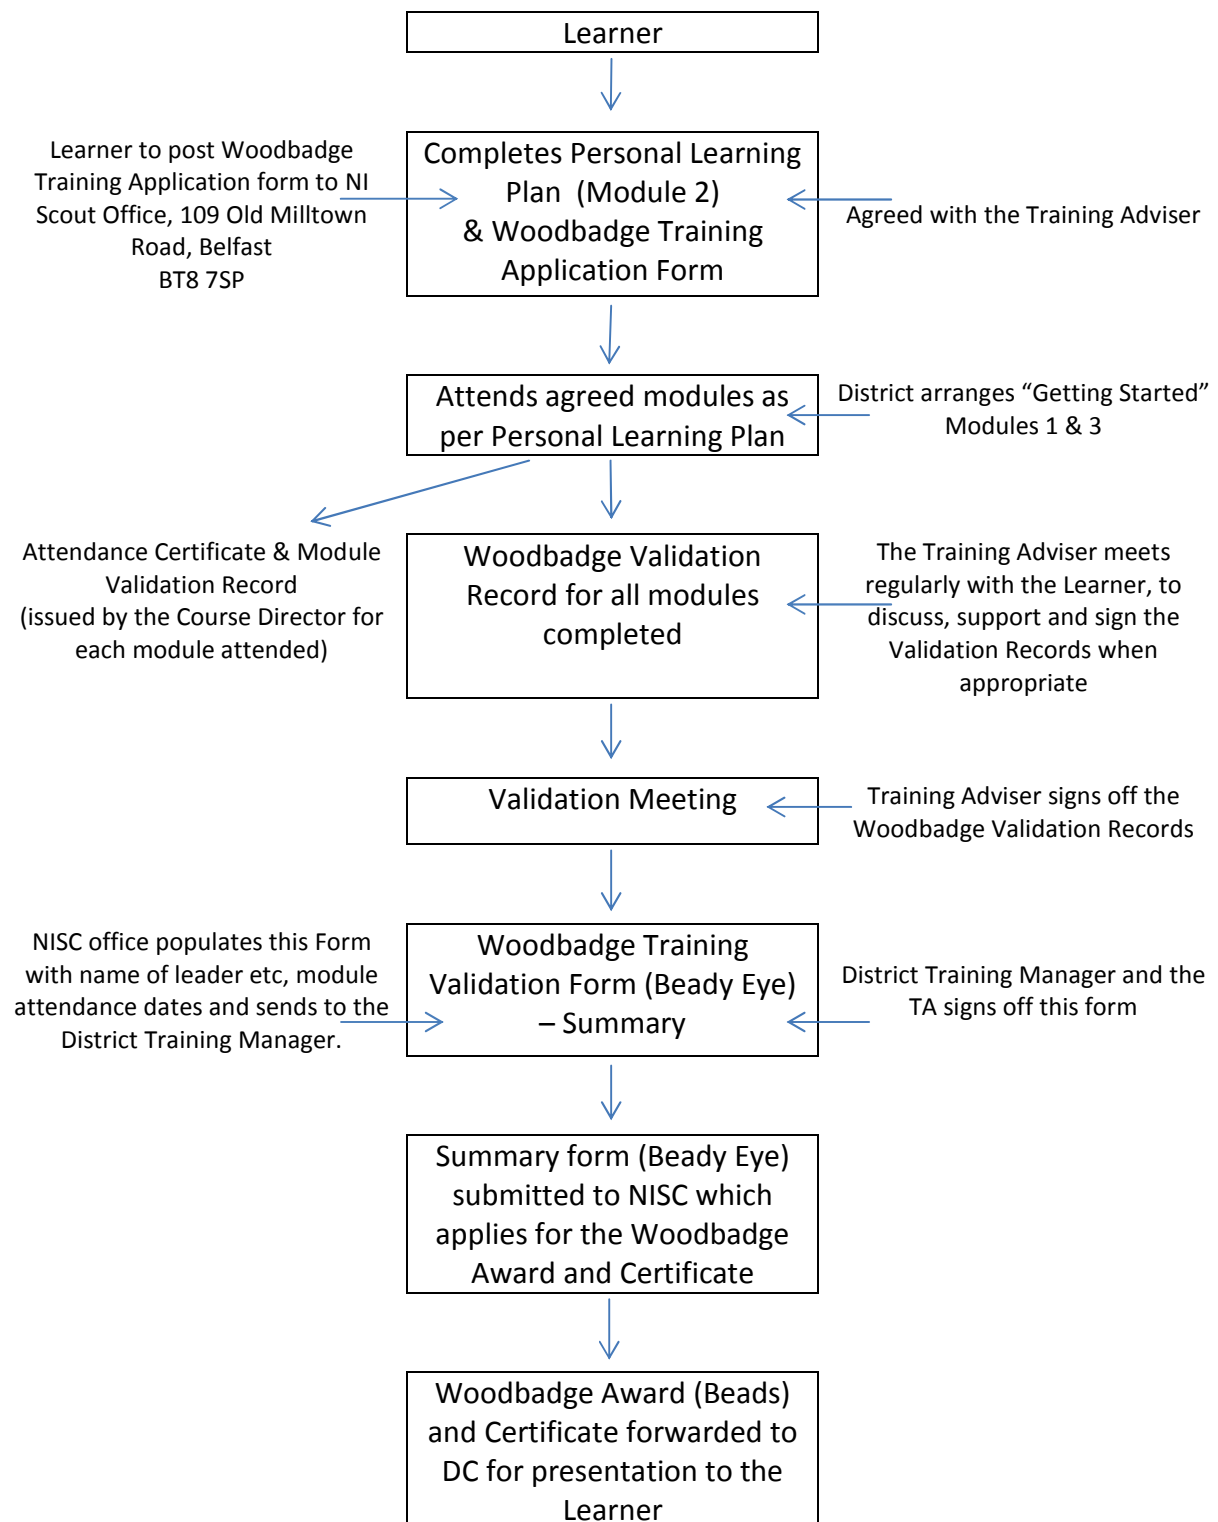 Learner
Learner to post Woodbadge
Training Application form to NI
Scout Office, 109 Old Milltown
Road, Belfast
BT8 7SP
Completes Personal Learning
Plan  (Module 2)
& Woodbadge Training
Application Form
Agreed with the Training Adviser
Attends agreed modules as
per Personal Learning Plan
District arranges “Getting Started”
Modules 1 & 3
Attendance Certificate & Module
Validation Record
(issued by the Course Director for
each module attended)
Woodbadge Validation
Record for all modules
completed
The Training Adviser meets
regularly with the Learner, to
discuss, support and sign the
Validation Records when
appropriate
Validation Meeting
Training Adviser signs off the
Woodbadge Validation Records
NISC office populates this Form
with name of leader etc, module
attendance dates and sends to the
District Training Manager.
Woodbadge Training
Validation Form (Beady Eye)
– Summary
District Training Manager and the
TA signs off this form
Summary form (Beady Eye)
submitted to NISC which
applies for the Woodbadge
Award and Certificate
Woodbadge Award (Beads)
and Certificate forwarded to
DC for presentation to the
Learner